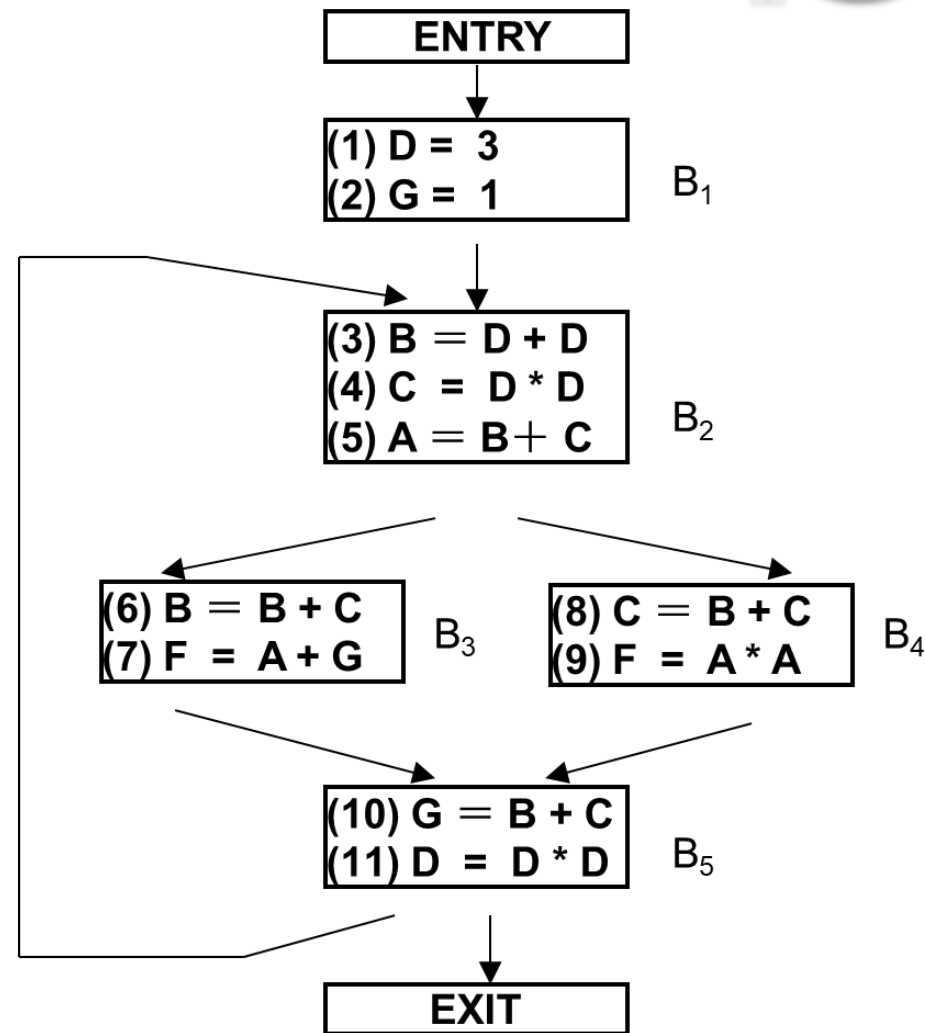 ENTRY
(1) D = 3
(2) G = 1
B₁
(3) B = D + D
(4) C = D * D
(5) A = B+ C
B₂
(6) B = B + C
(7) F = A + G
B₃
(8) C = B + C
(9) F = A * A
B₄
(10) G = B + C
(11) D = D * D
B₅
EXIT